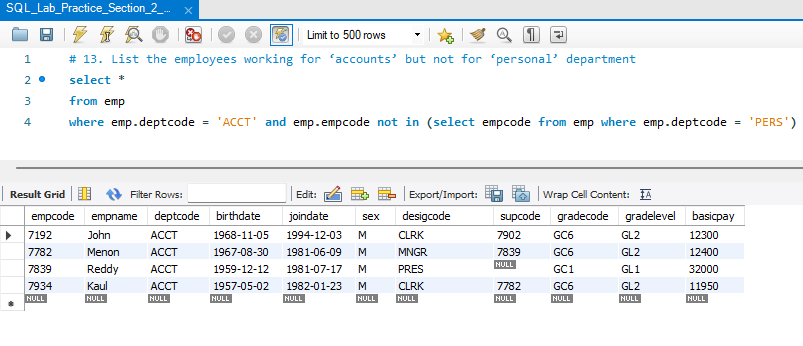 SQL_Lab_Practice_Section_2_...
Limit to 500 rows
1 # 13. List the employees working for ‘accounts’ but not for ‘personal’ department
2 select *
3 from emp
4 where emp.deptcode = 'ACCT' and emp.empcode not in (select empcode from emp where emp.deptcode = 'PERS')
Result Grid Filter Rows: Edit: Export/Import: Wrap Cell Content: IA
empcode empname deptcode birthdate joindate sex desigcode supcode gradecode gradelevel basicpay
7192 John ACCT 1968-11-05 1994-12-03 M CLRK 7902 GC6 GL2 12300
7782 Menon ACCT 1967-08-30 1981-06-09 M MNGR 7839 GC6 GL2 12400
7839 Reddy ACCT 1959-12-12 1981-07-17 M PRES NULL GC1 GL1 32000
7934 Kaul ACCT 1957-05-02 1982-01-23 M CLRK 7782 GC6 GL2 11950
NULL NULL NULL NULL NULL NULL NULL NULL NULL NULL NULL